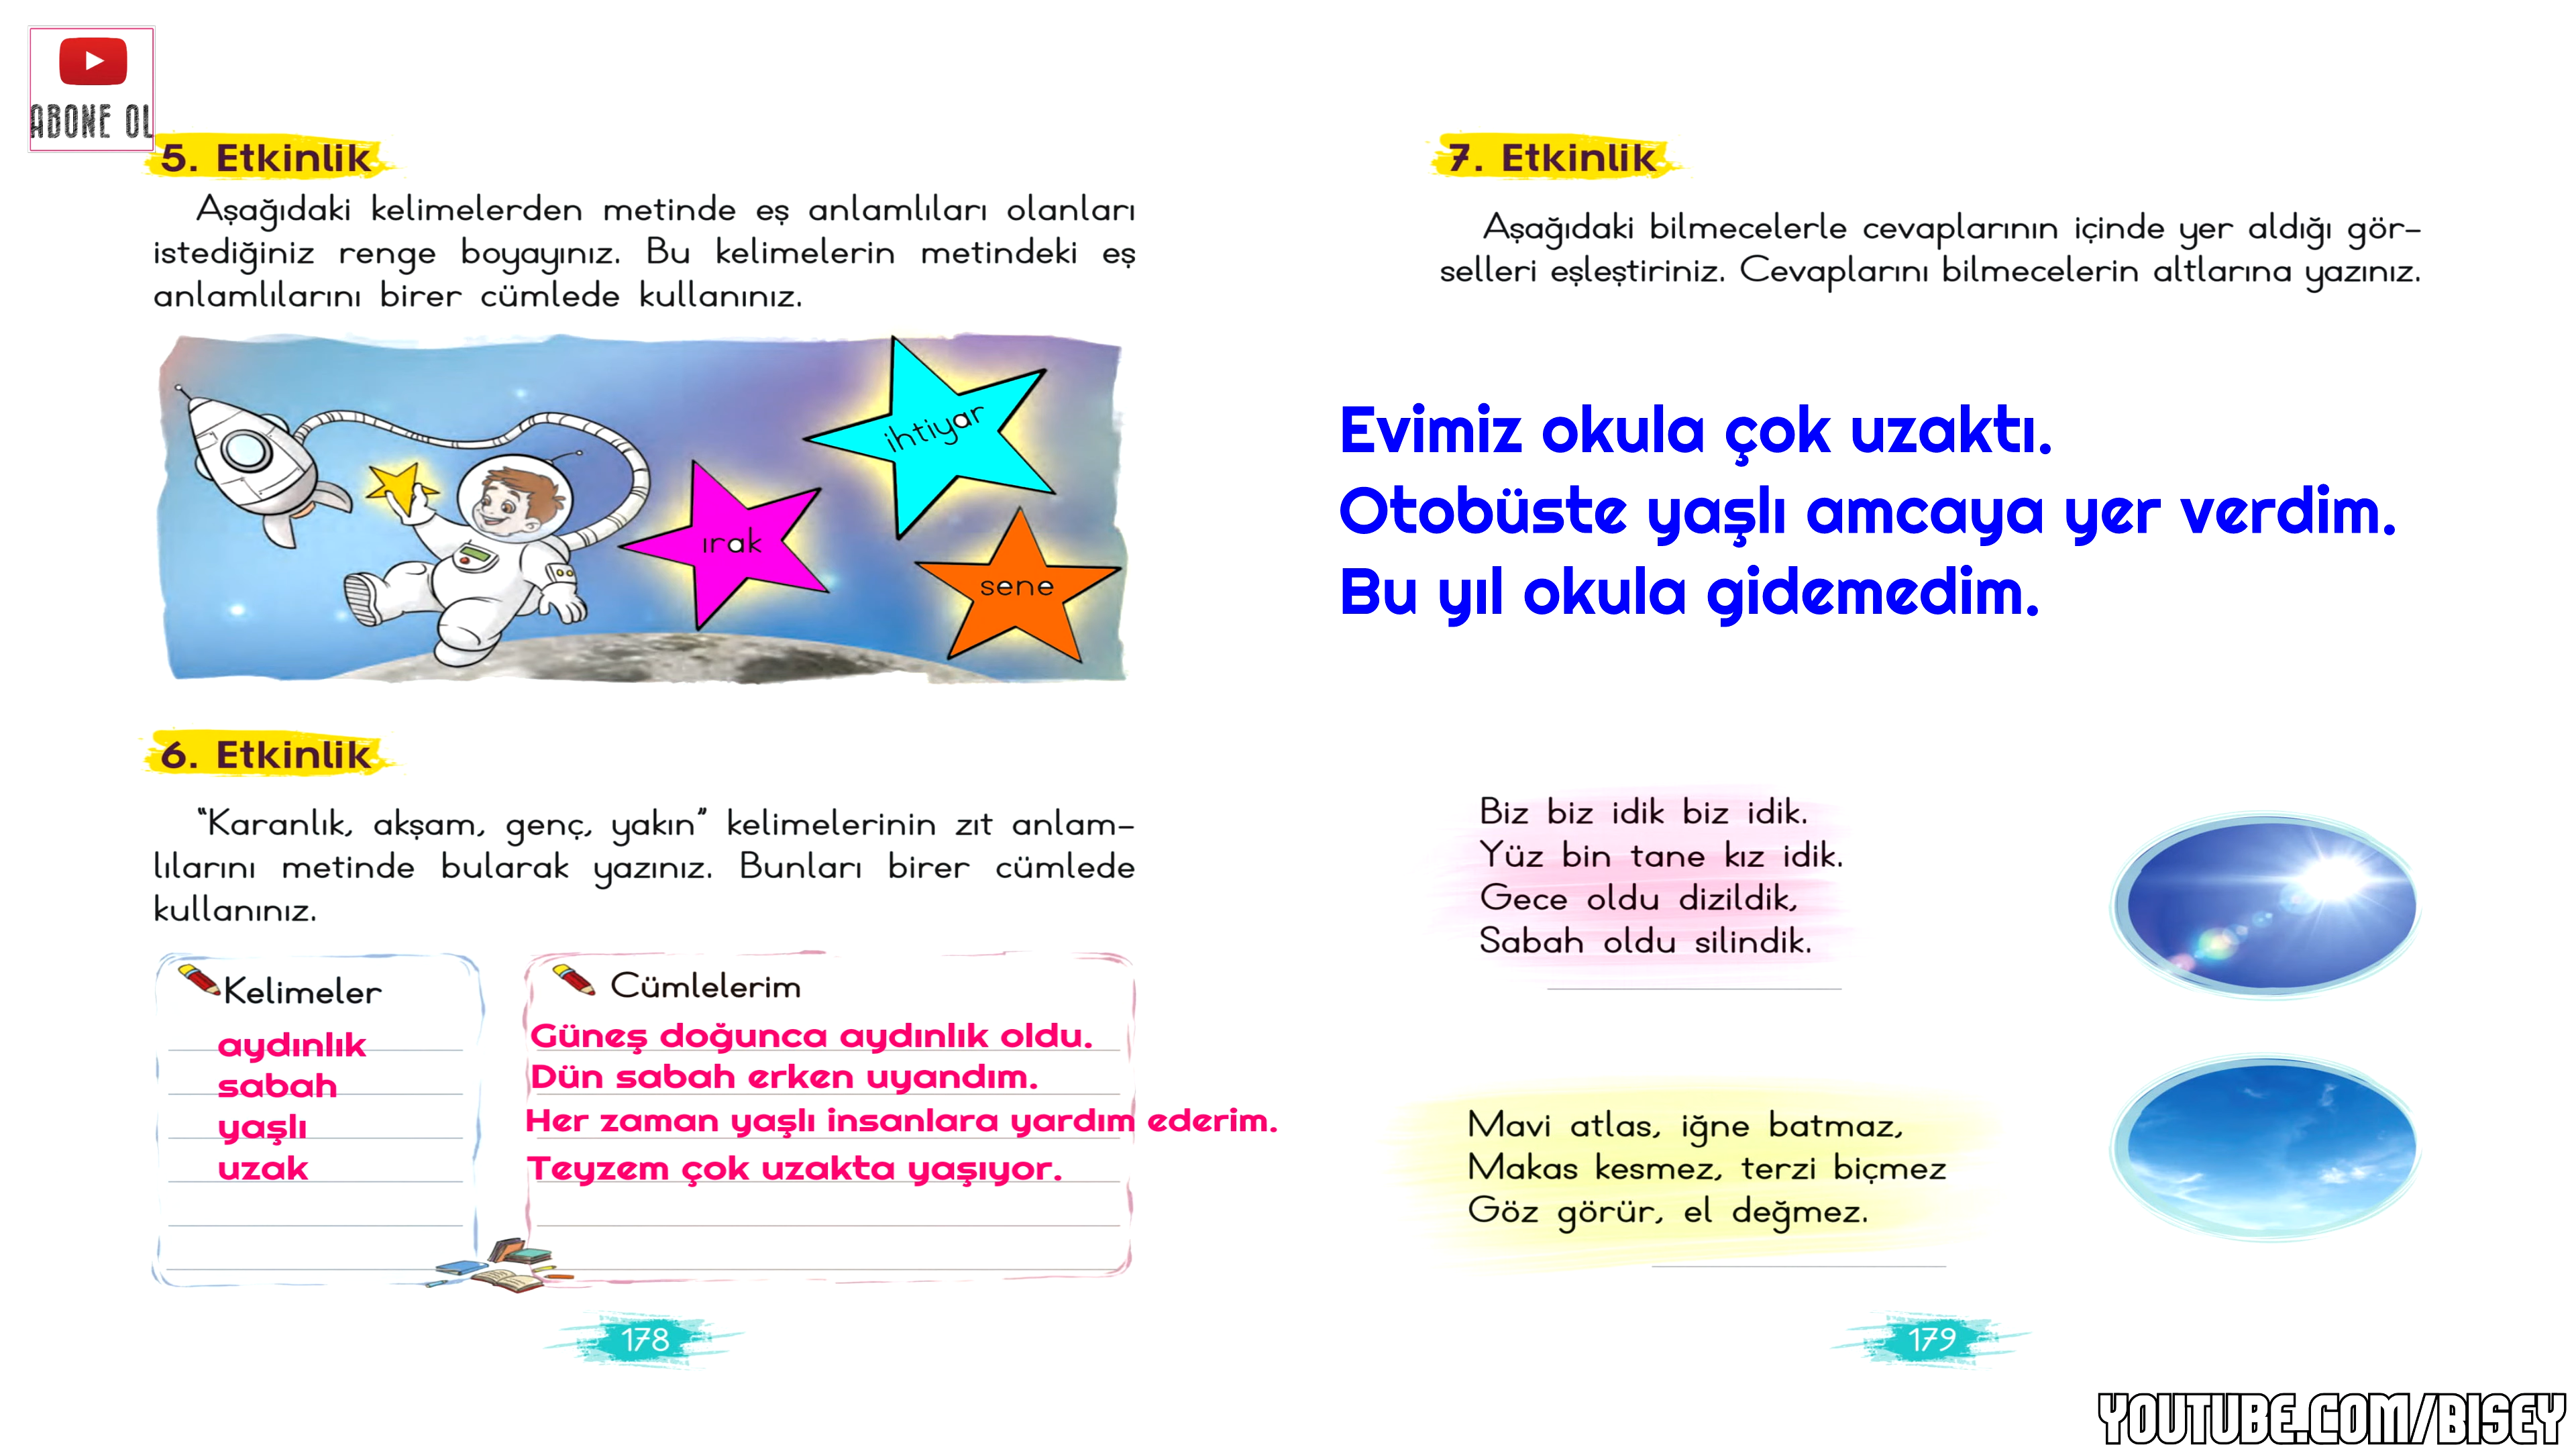 ABONE OL
5. Etkinlik
Aşağıdaki kelimelerden metinde eş anlamlıları olanları
istediğiniz renge boyayınız. Bu kelimelerin metindeki eş
anlamlılarını birer cümlede kullanınız.
ihtiyar
ırak
sene
6. Etkinlik
“Karanlık, akşam, genç, yakın” kelimelerinin zıt anlam-
lılarını metinde bularak yazınız. Bunları birer cümlede
kullanınız.
Kelimeler
aydınlık
sabah
yaşlı
uzak
Cümlelerim
Güneş doğunca aydınlık oldu.
Dün sabah erken uyandım.
Her zaman yaşlı insanlara yardım ederim.
Teyzem çok uzakta yaşıyor.
178
7. Etkinlik
Aşağıdaki bilmecelerle cevaplarının içinde yer aldığı gör-
selleri eşleştiriniz. Cevaplarını bilmecelerin altlarına yazınız.
Evimiz okula çok uzaktı.
Otobüste yaşlı amcaya yer verdim.
Bu yıl okula gidemedim.
Biz biz idik biz idik.
Yüz bin tane kız idik.
Gece oldu dizildik,
Sabah oldu silindik.
Mavi atlas, iğne batmaz,
Makas kesmez, terzi biçmez
Göz görür, el değmez.
179
YOUTUBE.COM/BISEY